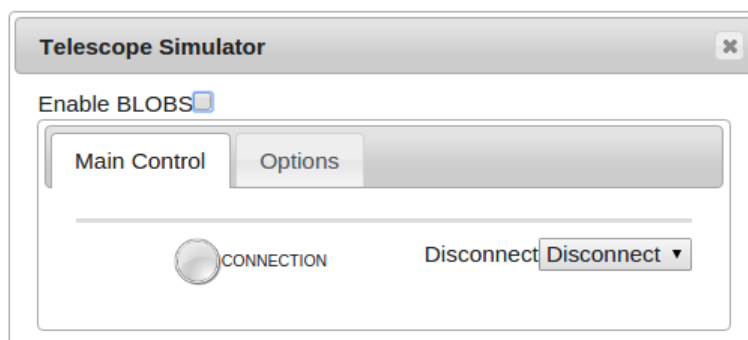 Telescope Simulator
Enable BLOBS
Main Control Options
CONNECTION Disconnect Disconnect